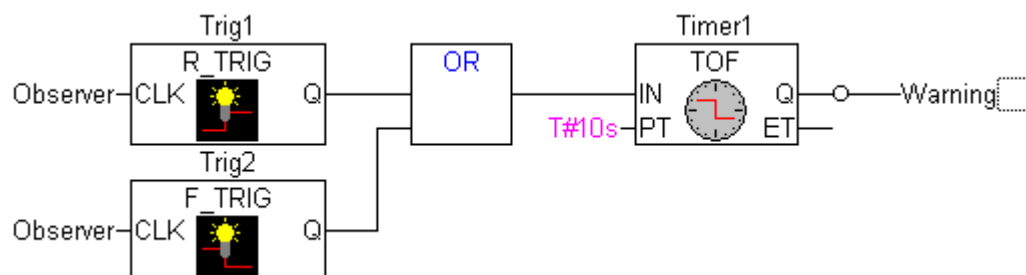 Trig1 Timer1
R_TRIG OR TOF
Observer CLK Q IN Q Warning
T#10s PT ET
Trig2
F_TRIG
Observer CLK Q